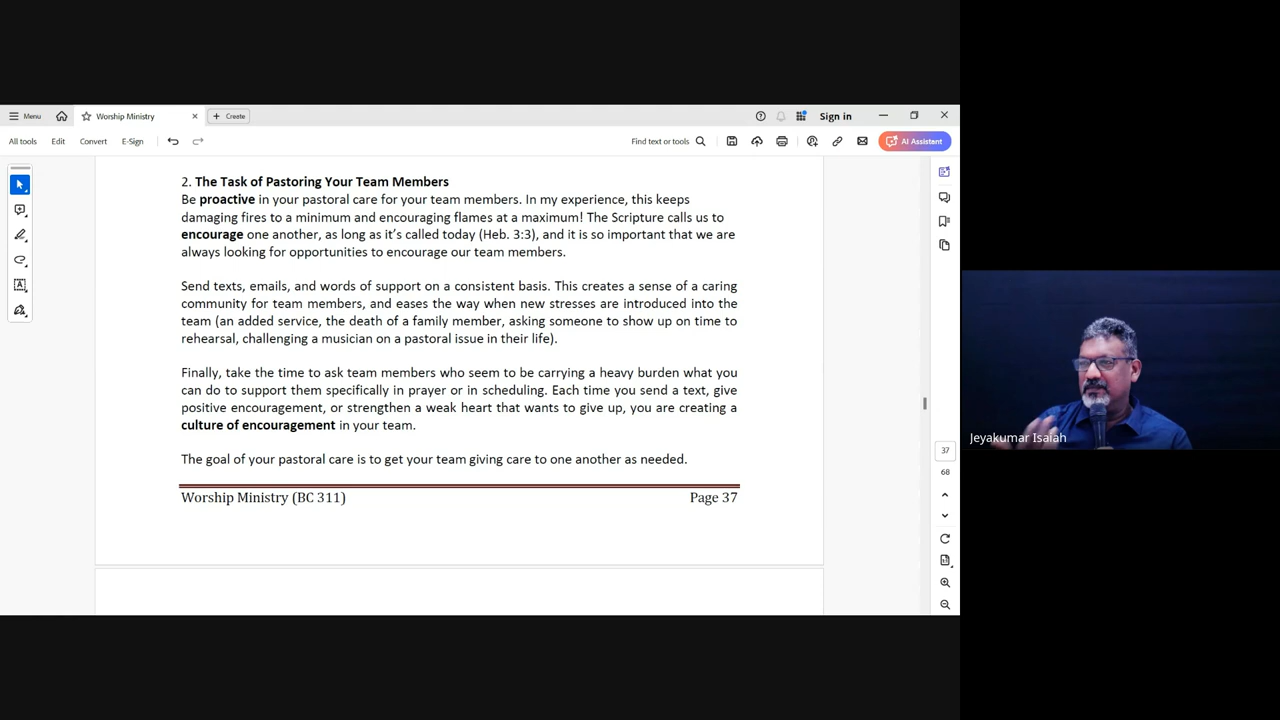 Menu
Worship Ministry
Create
Sign in
All tools
Edit
Convert
E-Sign
Find text or tools
AI Assistant
2. The Task of Pastoring Your Team Members
Be proactive in your pastoral care for your team members. In my experience, this keeps
damaging fires to a minimum and encouraging flames at a maximum! The Scripture calls us to
encourage one another, as long as it's called today (Heb. 3:3), and it is so important that we are
always looking for opportunities to encourage our team members.
Send texts, emails, and words of support on a consistent basis. This creates a sense of a caring
community for team members, and eases the way when new stresses are introduced into the
team (an added service, the death of a family member, asking someone to show up on time to
rehearsal, challenging a musician on a pastoral issue in their life).
Finally, take the time to ask team members who seem to be carrying a heavy burden what you
can do to support them specifically in prayer or in scheduling. Each time you send a text, give
positive encouragement, or strengthen a weak heart that wants to give up, you are creating a
culture of encouragement in your team.
The goal of your pastoral care is to get your team giving care to one another as needed.
Worship Ministry (BC 311)
Page 37
37
68
Jeyakumar Isaiah